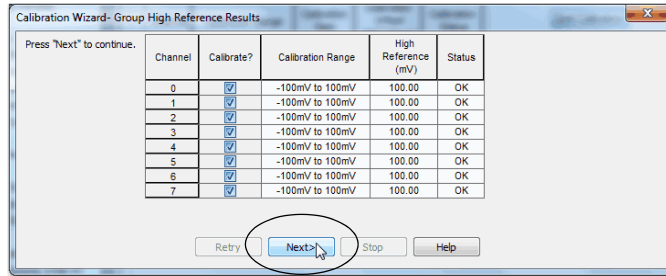 Calibration Wizard- Group High Reference Results
Press "Next" to continue.
Channel Calibrate? Calibration Range High Reference (mV) Status
0 -100mV to 100mV 100.00 OK
1 -100mV to 100mV 100.00 OK
2 -100mV to 100mV 100.00 OK
3 -100mV to 100mV 100.00 OK
4 -100mV to 100mV 100.00 OK
5 -100mV to 100mV 100.00 OK
6 -100mV to 100mV 100.00 OK
7 -100mV to 100mV 100.00 OK
Retry Next> Stop Help